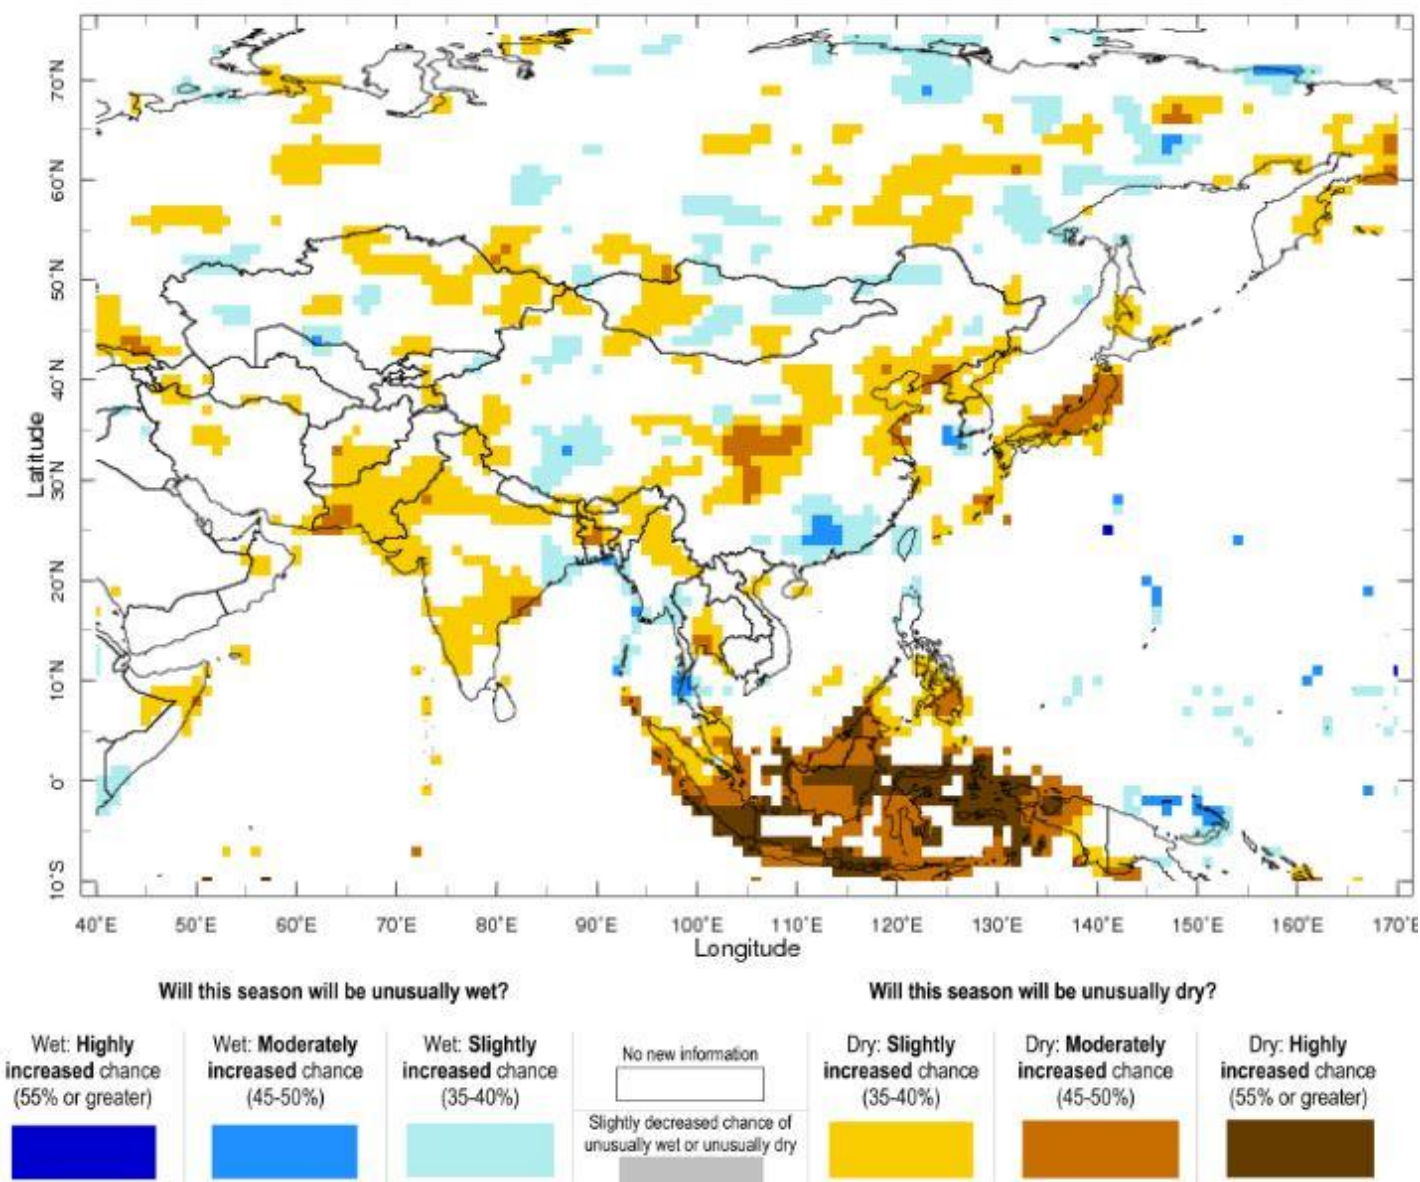 70°N
60°N
50°N
40°N
30°N
20°N
10°N
0°
10°S
Latitude
40°E 50°E 60°E 70°E 80°E 90°E 100°E 110°E 120°E 130°E 140°E 150°E 160°E 170°E
Longitude
Will this season will be unusually wet?
Will this season will be unusually dry?
Wet: Highly
increased chance
(55% or greater)
Wet: Moderately
increased chance
(45-50%)
Wet: Slightly
increased chance
(35-40%)
No new information
Slightly decreased chance of
unusually wet or unusually dry
Dry: Slightly
increased chance
(35-40%)
Dry: Moderately
increased chance
(45-50%)
Dry: Highly
increased chance
(55% or greater)